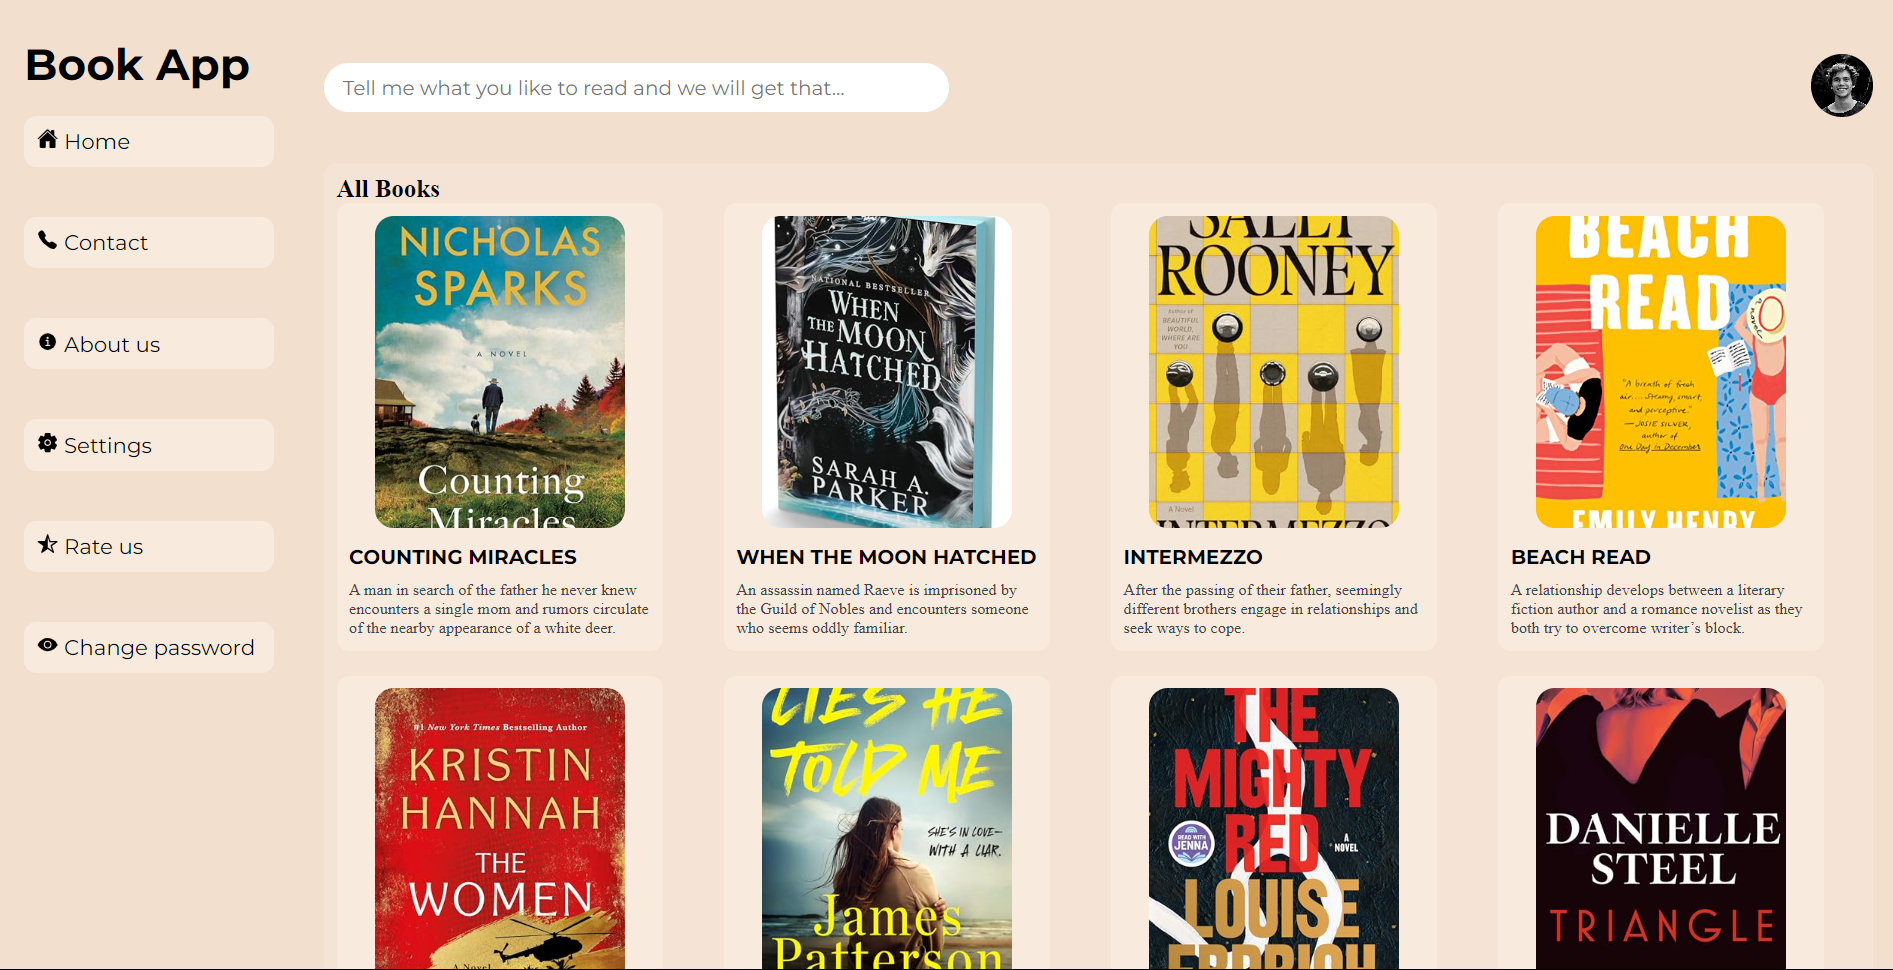 Book App
Tell me what you like to read and we will get that...
Home
Contact
About us
Settings
Rate us
Change password
All Books
NICHOLAS
SPARKS
A NOVEL
Counting
Miracles
NATIONAL BESTSELLER
WHEN
THE MOON
HATCHED
SARAH A.
PARKER
SALLY
ROONEY
Author of
BEAUTIFUL
WORLD,
WHERE ARE
YOU
A Novel
INTERMEZZO
BEACH
READ
a novel
"A breath of fresh
air.... Steamy, smart,
and perceptive."
—JOSIE SILVER,
author of
One Day in December
EMILY HENRY
COUNTING MIRACLES
A man in search of the father he never knew
encounters a single mom and rumors circulate
of the nearby appearance of a white deer.
WHEN THE MOON HATCHED
An assassin named Raeve is imprisoned by
the Guild of Nobles and encounters someone
who seems oddly familiar.
INTERMEZZO
After the passing of their father, seemingly
different brothers engage in relationships and
seek ways to cope.
BEACH READ
A relationship develops between a literary
fiction author and a romance novelist as they
both try to overcome writer’s block.
#1 New York Times Bestselling Author
KRISTIN
HANNAH
THE
WOMEN
A Novel
LIES HE
TOLD ME
SHE'S IN LOVE—
WITH A LIAR.
James
Patterson
THE
MIGHTY
RED
READ WITH
JENNA
A
NOVEL
LOUISE
ERDRICH
DANIELLE
STEEL
TRIANGLE